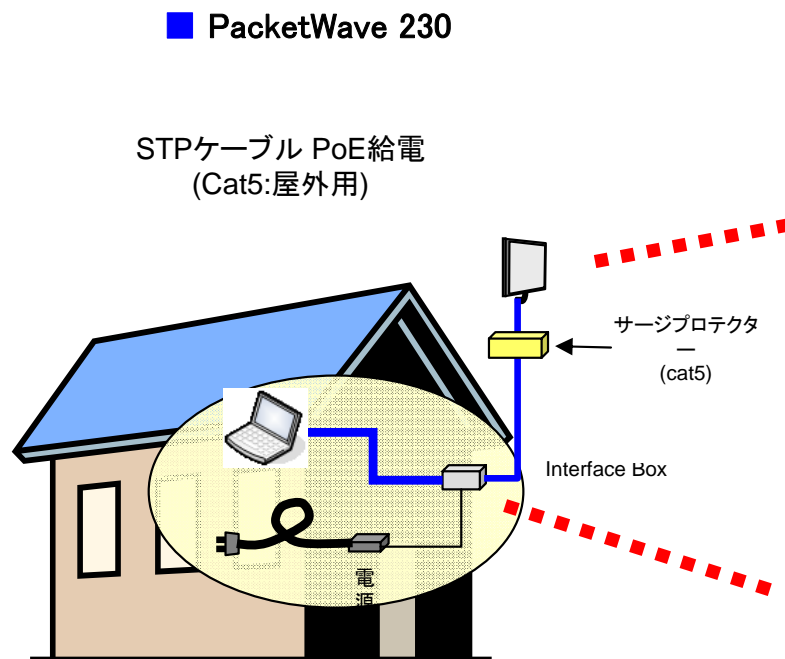 PacketWave 230
STPケーブル PoE給電
(Cat5:屋外用)
サージプロテクタ
ー
(cat5)
Interface Box
電
源